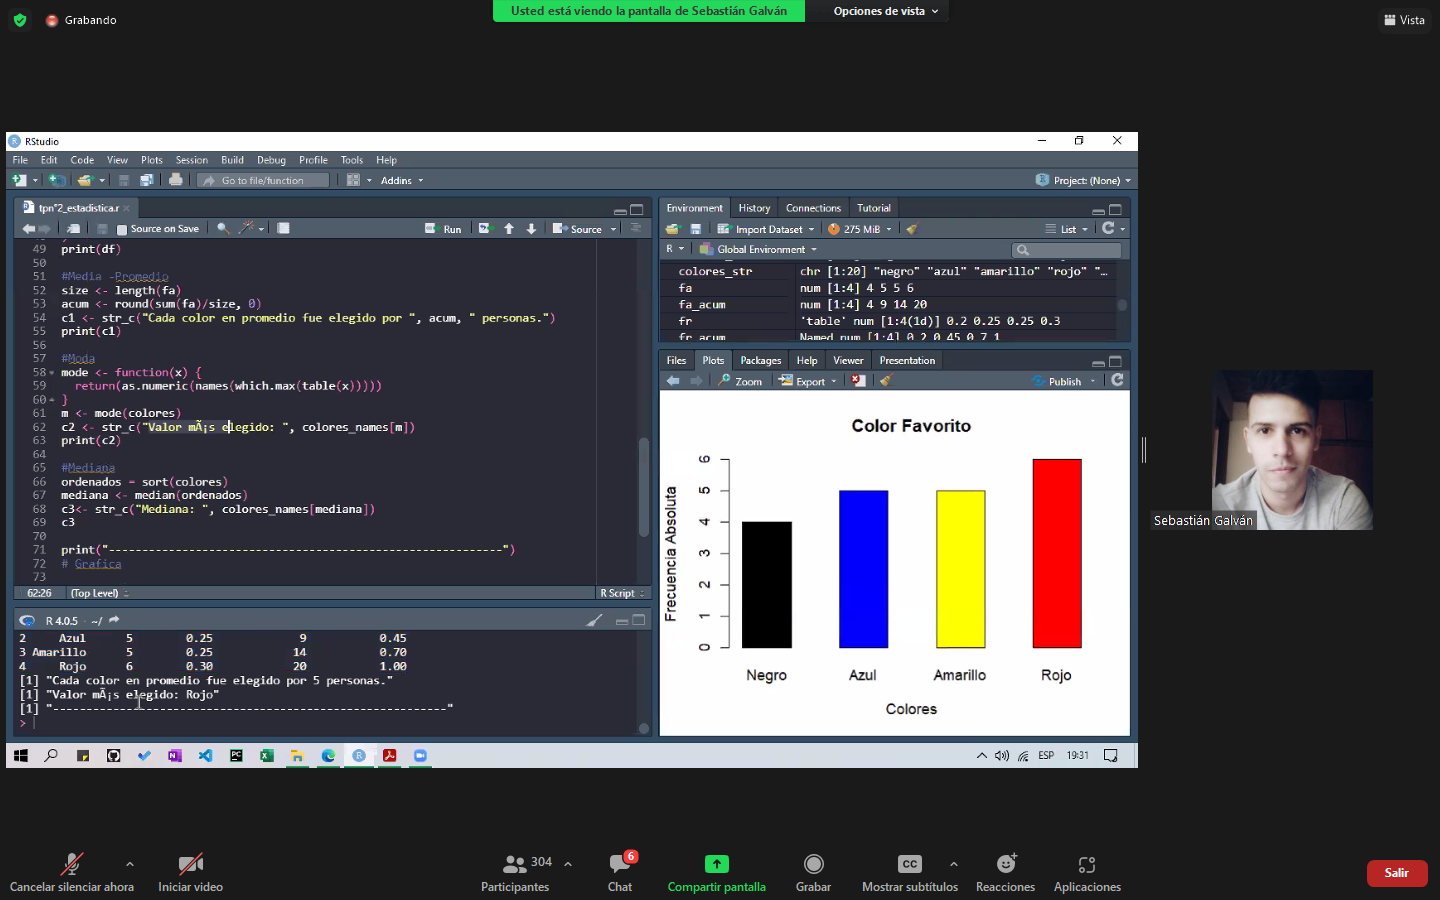 Grabando
Usted está viendo la pantalla de Sebastián Galván
Opciones de vista
Vista
RStudio
File Edit Code View Plots Session Build Debug Profile Tools Help
Go to file/function
Addins
Project: (None)
tpn°2_estadistica.r
Source on Save
Run
Source
49 print(df)
50
51 #Media -Promedio
52 size <- length(fa)
53 acum <- round(sum(fa)/size, 0)
54 c1 <- str_c("Cada color en promedio fue elegido por ", acum, " personas.")
55 print(c1)
56
57 #Moda
58 mode <- function(x) {
59 return(as.numeric(names(which.max(table(x)))))
60 }
61 m <- mode(colores)
62 c2 <- str_c("Valor mÃ¡s elegido: ", colores_names[m])
63 print(c2)
64
65 #Mediana
66 ordenados = sort(colores)
67 mediana <- median(ordenados)
68 c3<- str_c("Mediana: ", colores_names[mediana])
69 c3
70
71 print("-----------------------------------------------------------")
72 # Grafica
73
62:26 (Top Level) R Script
R 4.0.5 · ~/
2 Azul 5 0.25 9 0.45
3 Amarillo 5 0.25 14 0.70
4 Rojo 6 0.30 20 1.00
[1] "Cada color en promedio fue elegido por 5 personas."
[1] "Valor mÃ¡s elegido: Rojo"
[1] "-----------------------------------------------------------"
>
Environment History Connections Tutorial
Import Dataset 275 MiB List
R Global Environment
colores_str chr [1:20] "negro" "azul" "amarillo" "rojo" "…
fa num [1:4] 4 5 5 6
fa_acum num [1:4] 4 9 14 20
fr 'table' num [1:4(1d)] 0.2 0.25 0.25 0.3
fr_acum Named num [1:4] 0.2 0.45 0.7 1
Files Plots Packages Help Viewer Presentation
Zoom Export Publish
Color Favorito
Frecuencia Absoluta
6
5
4
3
2
1
0
Negro Azul Amarillo Rojo
Colores
Sebastián Galván
ESP 19:31
Cancelar silenciar ahora
Iniciar video
304
Participantes
6
Chat
Compartir pantalla
Grabar
CC
Mostrar subtítulos
Reacciones
Aplicaciones
Salir